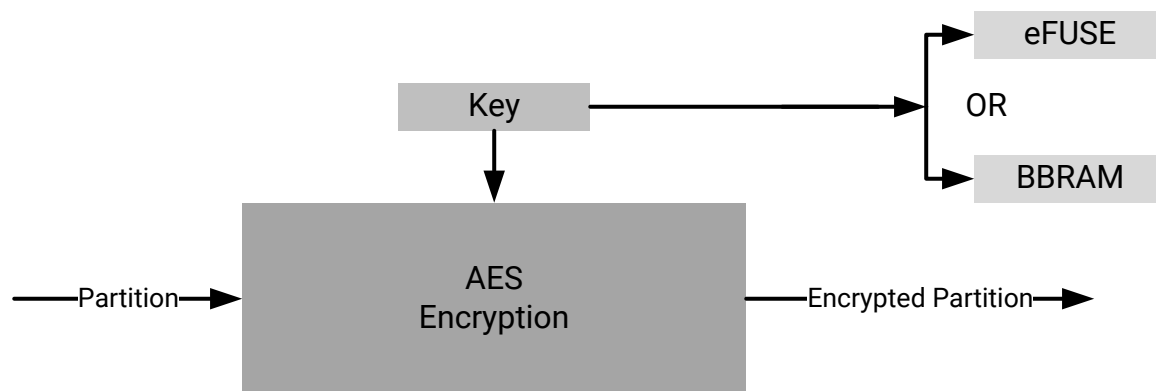 eFUSE
Key
OR
BBRAM
AES
Encryption
Partition
Encrypted Partition